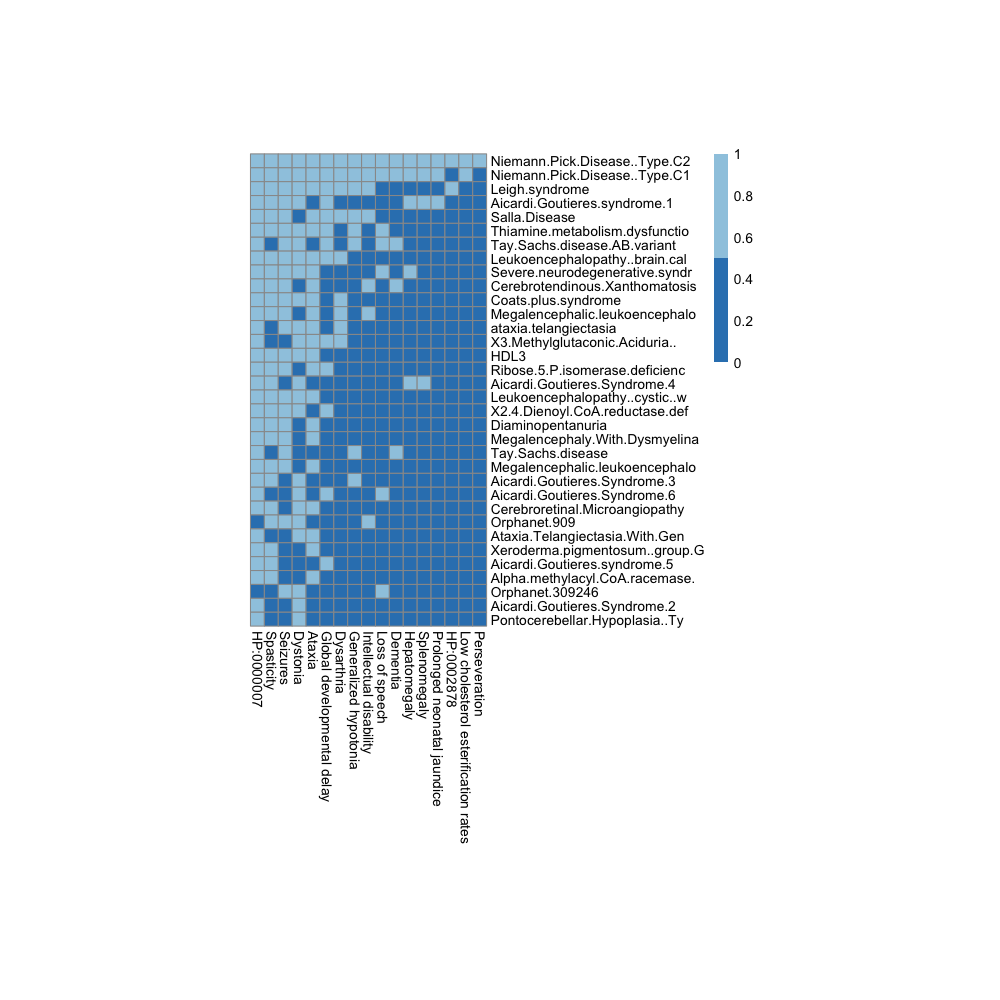 Niemann.Pick.Disease..Type.C2
Niemann.Pick.Disease..Type.C1
Leigh.syndrome
Aicardi.Goutieres.syndrome.1
Salla.Disease
Thiamine.metabolism.dysfunctio
Tay.Sachs.disease.AB.variant
Leukoencephalopathy..brain.cal
Severe.neurodegenerative.syndr
Cerebrotendinous.Xanthomatosis
Coats.plus.syndrome
Megalencephalic.leukoencephalo
ataxia.telangiectasia
X3.Methylglutaconic.Aciduria..
HDL3
Ribose.5.P.isomerase.deficienc
Aicardi.Goutieres.Syndrome.4
Leukoencephalopathy..cystic..w
X2.4.Dienoyl.CoA.reductase.def
Diaminopentanuria
Megalencephaly.With.Dysmyelina
Tay.Sachs.disease
Megalencephalic.leukoencephalo
Aicardi.Goutieres.Syndrome.3
Aicardi.Goutieres.Syndrome.6
Cerebroretinal.Microangiopathy
Orphanet.909
Ataxia.Telangiectasia.With.Gen
Xeroderma.pigmentosum..group.G
Aicardi.Goutieres.syndrome.5
Alpha.methylacyl.CoA.racemase.
Orphanet.309246
Aicardi.Goutieres.Syndrome.2
Pontocerebellar.Hypoplasia..Ty
1
0.8
0.6
0.4
0.2
0
HP:0000007
Spasticity
Seizures
Dystonia
Ataxia
Global developmental delay
Dysarthria
Generalized hypotonia
Intellectual disability
Loss of speech
Dementia
Hepatomegaly
Splenomegaly
Prolonged neonatal jaundice
HP:0002878
Low cholesterol esterification rates
Perseveration